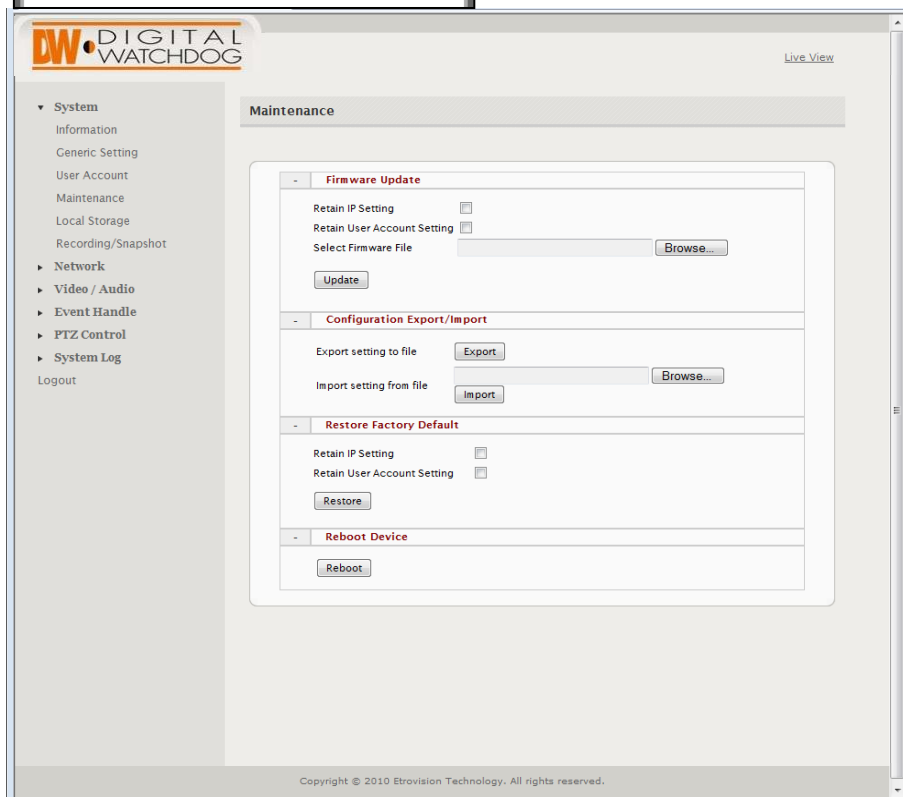 DW DIGITAL
WATCHDOG
Live View
System
Information
Generic Setting
User Account
Maintenance
Local Storage
Recording/Snapshot
Network
Video / Audio
Event Handle
PTZ Control
System Log
Logout
Maintenance
- Firmware Update
Retain IP Setting
Retain User Account Setting
Select Firmware File Browse...
Update
- Configuration Export/Import
Export setting to file Export
Browse...
Import setting from file
Import
- Restore Factory Default
Retain IP Setting
Retain User Account Setting
Restore
- Reboot Device
Reboot
Copyright © 2010 Etrovision Technology. All rights reserved.